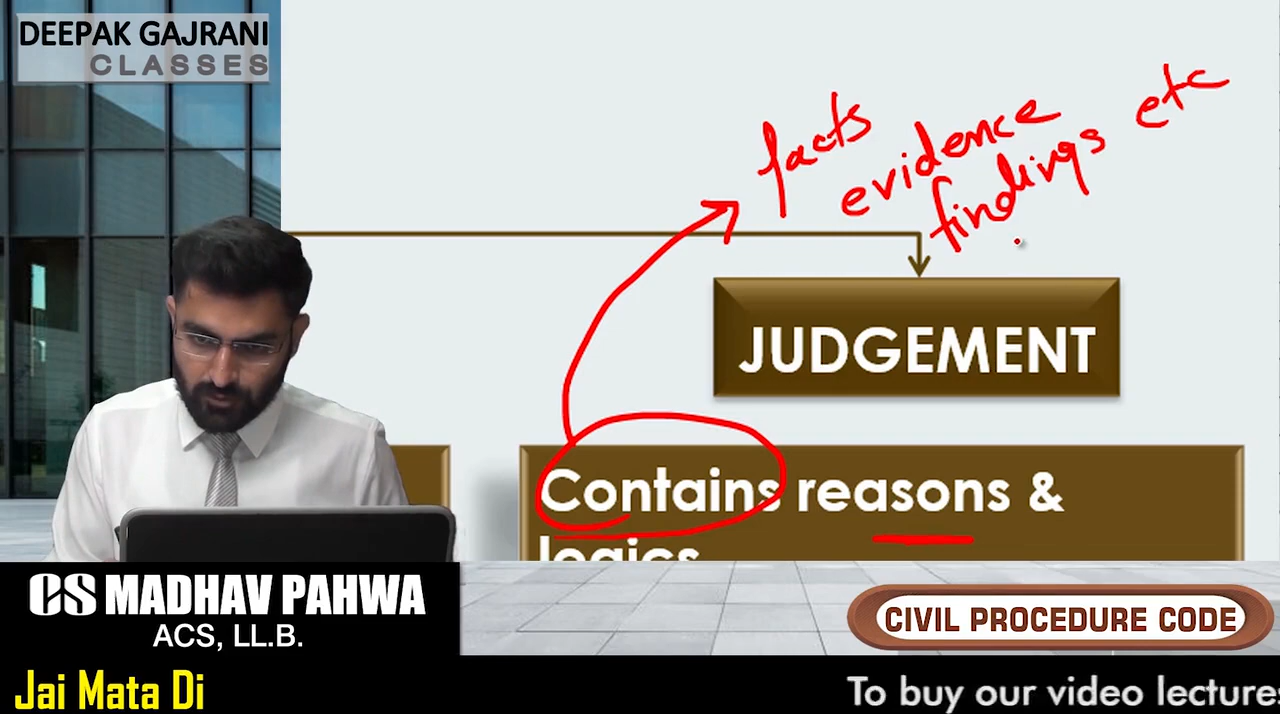 DEEPAK GAJRANI
CLASSES
facts
evidence
findings etc
JUDGEMENT
Contains reasons &
logics
CS MADHAV PAHWA
ACS, LL.B.
CIVIL PROCEDURE CODE
Jai Mata Di
To buy our video lectures